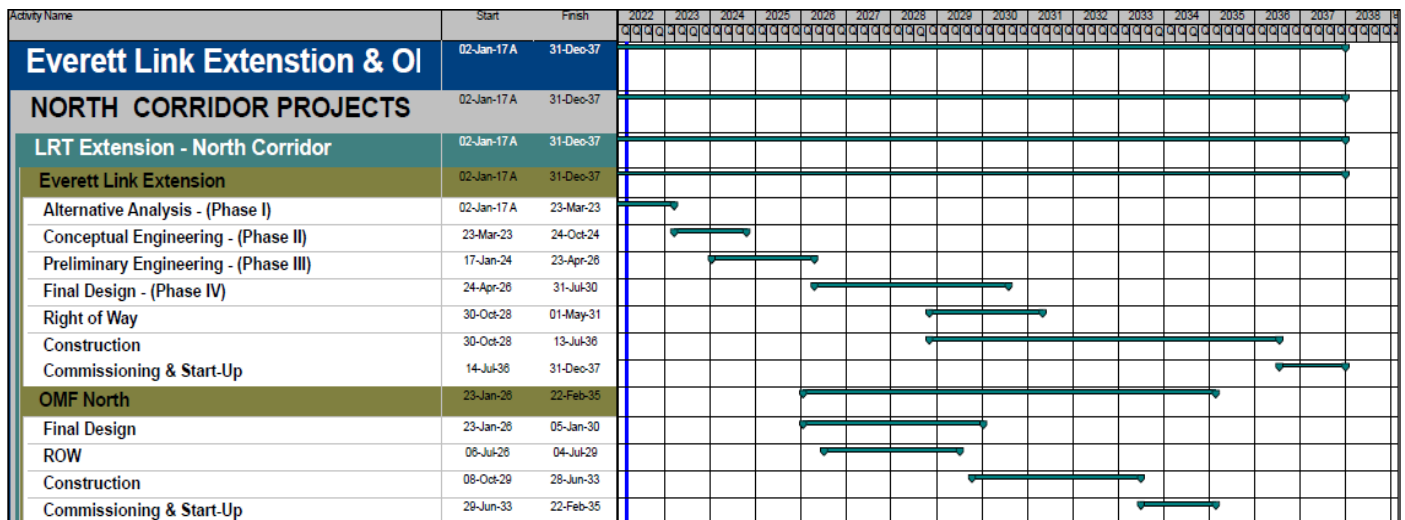 Activity Name Start Finish 2022 2023 2024 2025 2026 2027 2028 2029 2030 2031 2032 2033 2034 2035 2036 2037 2038
Q Q Q Q Q Q Q Q Q Q Q Q Q Q Q Q Q Q Q Q Q Q Q Q Q Q Q Q Q Q Q Q Q Q Q Q Q Q Q Q Q Q Q Q Q Q Q Q Q Q Q Q Q Q Q Q Q Q Q Q Q Q Q Q Q Q Q Q
Everett Link Extenstion & O 02-Jan-17 A 31-Dec-37
NORTH CORRIDOR PROJECTS 02-Jan-17 A 31-Dec-37
LRT Extension - North Corridor 02-Jan-17 A 31-Dec-37
Everett Link Extension 02-Jan-17 A 31-Dec-37
Alternative Analysis - (Phase I) 02-Jan-17 A 23-Mar-23
Conceptual Engineering - (Phase II) 23-Mar-23 24-Oct-24
Preliminary Engineering - (Phase III) 17-Jan-24 23-Apr-26
Final Design - (Phase IV) 24-Apr-26 31-Jul-30
Right of Way 30-Oct-28 01-May-31
Construction 30-Oct-28 13-Jul-36
Commissioning & Start-Up 14-Jul-36 31-Dec-37
OMF North 23-Jan-26 22-Feb-35
Final Design 23-Jan-26 05-Jan-30
ROW 06-Jul-26 04-Jul-29
Construction 08-Oct-29 28-Jun-33
Commissioning & Start-Up 29-Jun-33 22-Feb-35